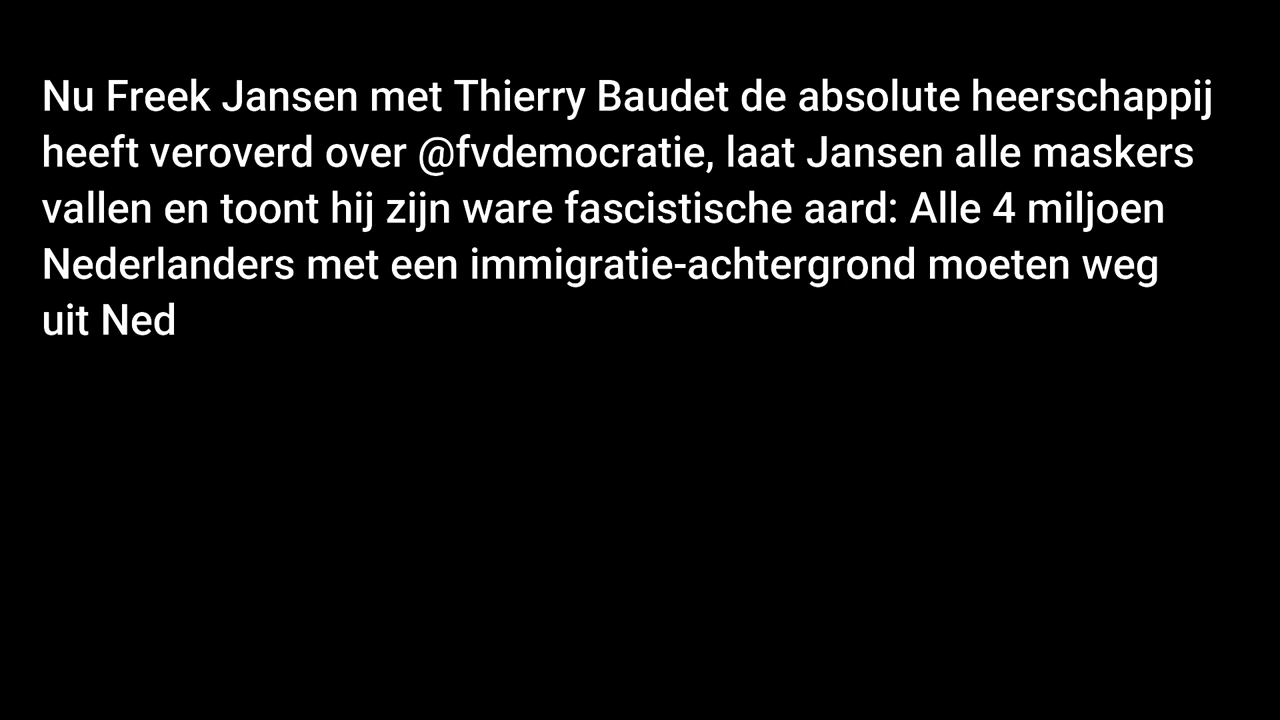 Nu Freek Jansen met Thierry Baudet de absolute heerschappij
heeft veroverd over @fvdemocratie, laat Jansen alle maskers
vallen en toont hij zijn ware fascistische aard: Alle 4 miljoen
Nederlanders met een immigratie-achtergrond moeten weg
uit Ned